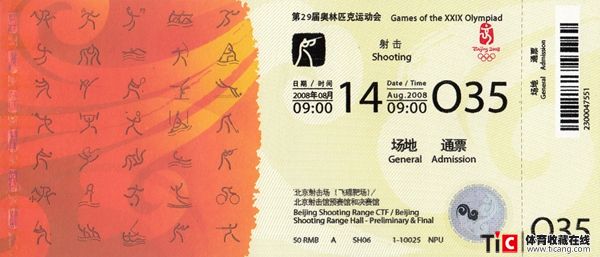 第29届奥林匹克运动会 Games of the XXIX Olympiad
射击
Shooting
Beijing 2008
日期 / 时间
2008年08月
09:00
14
Date / Time
Aug.2008
09:00
O35
场地 通票
General Admission
北京射击场（飞碟靶场）/
北京射击馆预赛馆和决赛馆
Beijing Shooting Range CTF / Beijing
Shooting Range Hall - Preliminary & Final
50 RMB A SH06 1-10025 NPU
场地 通票
General Admission
2300047551
O35
TIC 体育收藏在线
www.ticang.com